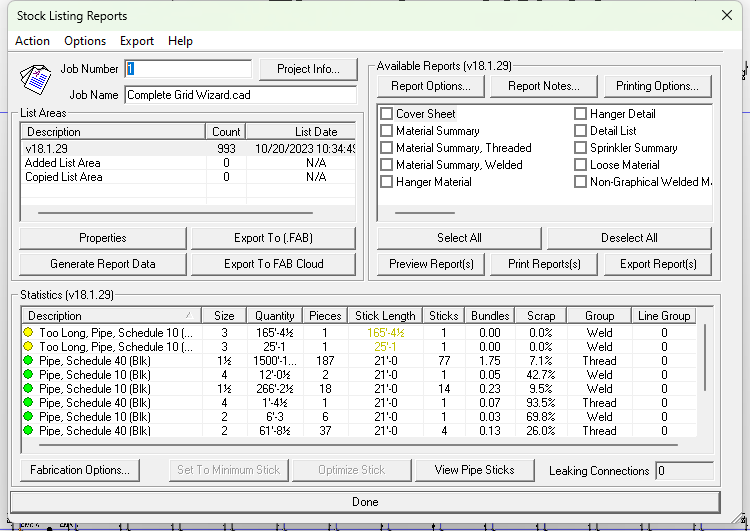 Stock Listing Reports
Action Options Export Help
Job Number 1 Project Info...
Job Name Complete Grid Wizard.cad
List Areas
Description Count List Date
v18.1.29 993 10/20/2023 10:34:49
Added List Area 0 N/A
Copied List Area 0 N/A
Properties Export To (.FAB)
Generate Report Data Export To FAB Cloud
Available Reports (v18.1.29)
Report Options... Report Notes... Printing Options...
Cover Sheet Hanger Detail
Material Summary Detail List
Material Summary, Threaded Sprinkler Summary
Material Summary, Welded Loose Material
Hanger Material Non-Graphical Welded
Select All Deselect All
Preview Report(s) Print Reports(s) Export Report(s)
Statistics (v18.1.29)
Description Size Quantity Pieces Stick Length Sticks Bundles Scrap Group Line Group
Too Long, Pipe, Schedule 10 (... 3 165'-4½ 1 165'-4½ 1 0.00 0.0% Weld 0
Too Long, Pipe, Schedule 10 (... 3 25'-1 1 25'-1 1 0.00 0.0% Weld 0
Pipe, Schedule 40 (Blk) 1½ 1500'-1... 187 21'-0 77 1.75 7.1% Thread 0
Pipe, Schedule 10 (Blk) 4 12'-0½ 2 21'-0 1 0.05 42.7% Weld 0
Pipe, Schedule 10 (Blk) 1½ 266'-2½ 18 21'-0 14 0.23 9.5% Weld 0
Pipe, Schedule 40 (Blk) 4 1'-4½ 1 21'-0 1 0.07 93.5% Thread 0
Pipe, Schedule 10 (Blk) 2 6'-3 6 21'-0 1 0.03 69.8% Weld 0
Pipe, Schedule 40 (Blk) 2 61'-8½ 37 21'-0 4 0.13 26.0% Thread 0
Fabrication Options... Set To Minimum Stick Optimize Stick View Pipe Sticks Leaking Connections 0
Done